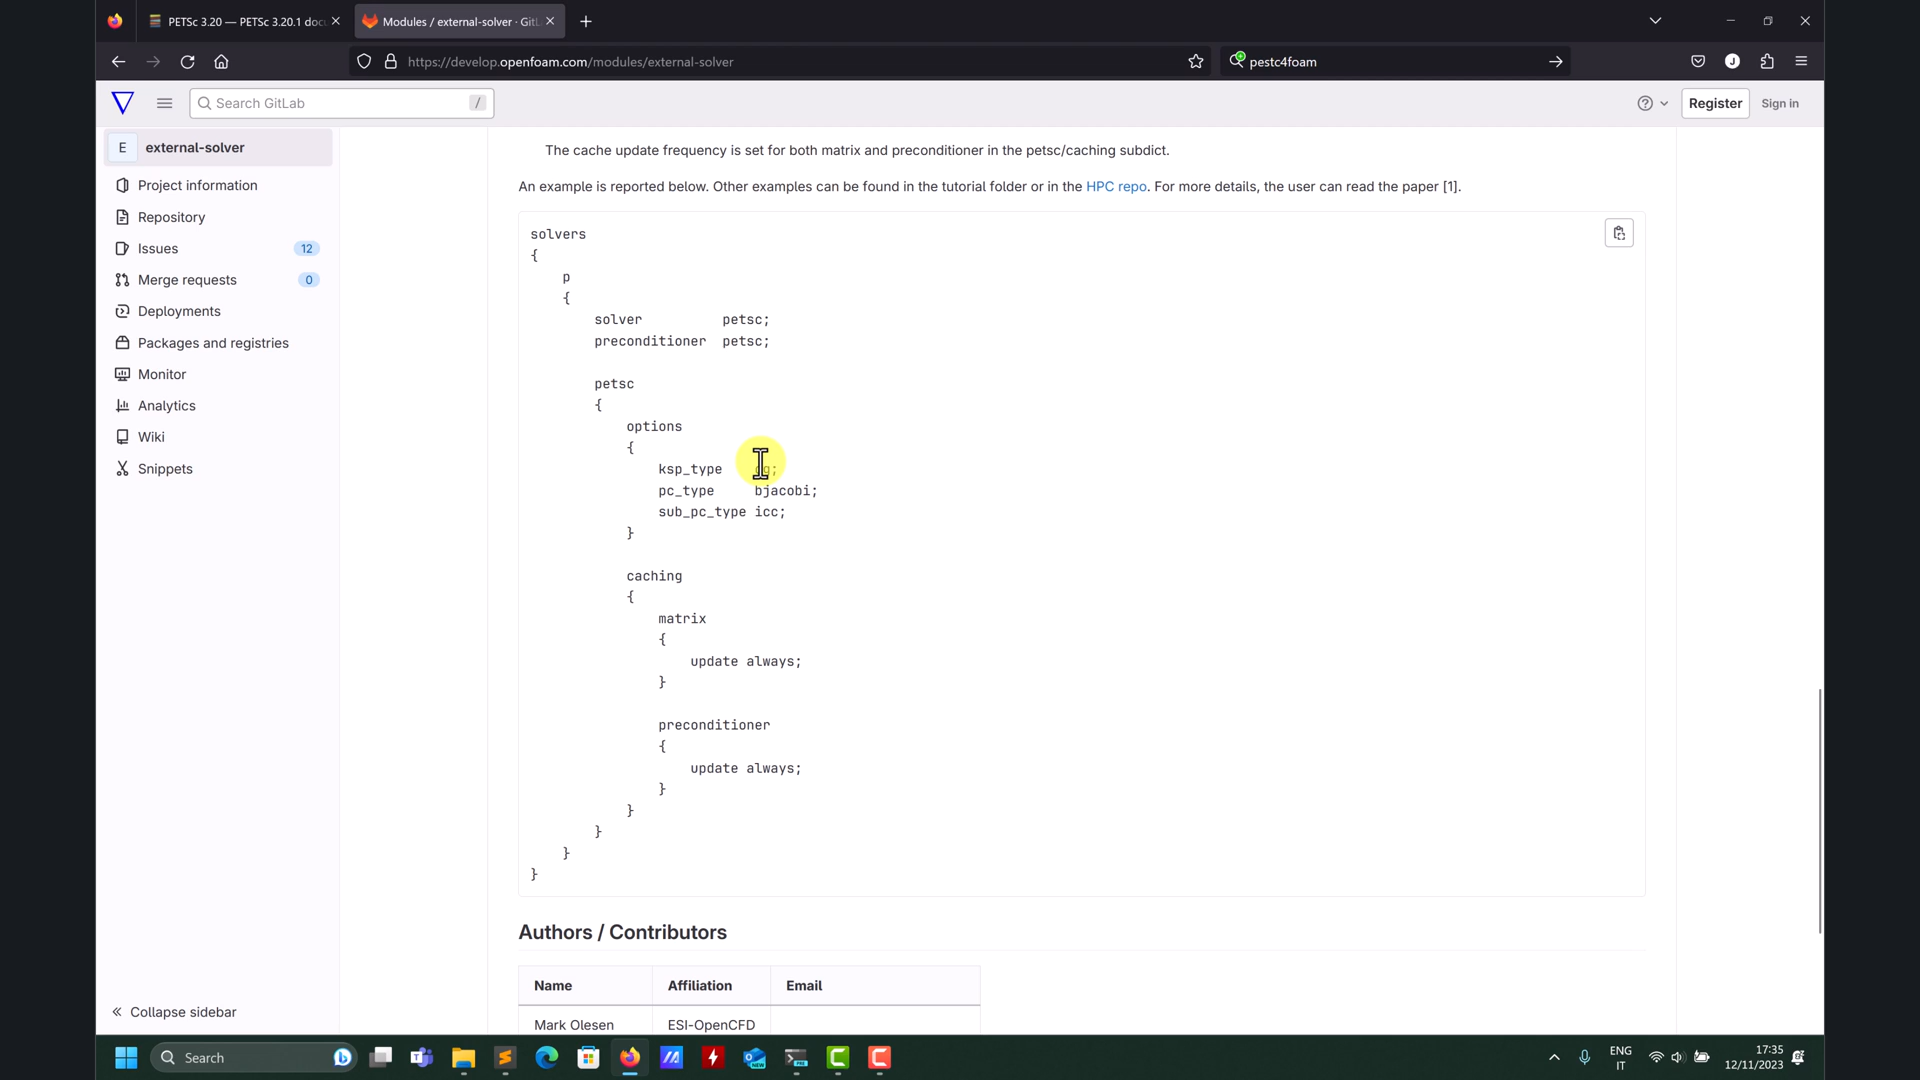 PETSc 3.20 — PETSc 3.20.1 docu
Modules / external-solver · GitL
https://develop.openfoam.com/modules/external-solver
pestc4foam
J
Search GitLab
/
Register
Sign in
E
external-solver
Project information
Repository
Issues
12
Merge requests
0
Deployments
Packages and registries
Monitor
Analytics
Wiki
Snippets
Collapse sidebar
The cache update frequency is set for both matrix and preconditioner in the petsc/caching subdict.
An example is reported below. Other examples can be found in the tutorial folder or in the HPC repo. For more details, the user can read the paper [1].
solvers
{
p
{
solver petsc;
preconditioner petsc;
petsc
{
options
{
ksp_type cg;
pc_type bjacobi;
sub_pc_type icc;
}
caching
{
matrix
{
update always;
}
preconditioner
{
update always;
}
}
}
}
}
Authors / Contributors
Name Affiliation Email
Mark Olesen ESI-OpenCFD
Search
ENG
IT
17:35
12/11/2023